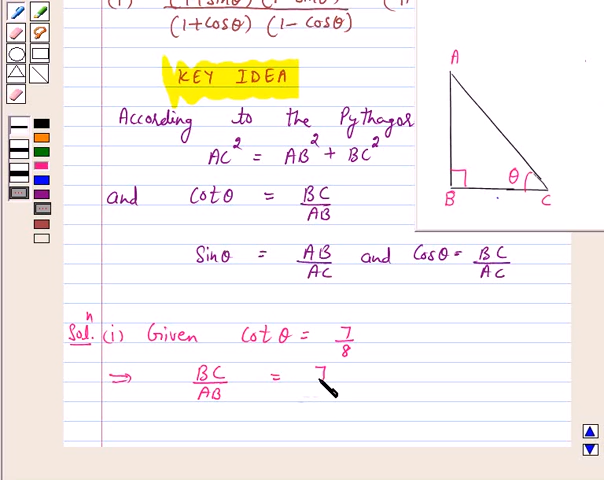 (1+cosθ) (1-cosθ)
KEY IDEA
According to the Pythagor
AC² = AB² + BC²
and Cotθ = BC/AB
Sinθ = AB/AC and Cosθ = BC/AC
Solⁿ (i) Given Cotθ = 7/8
⇒ BC/AB = 7
A
B
θ
C